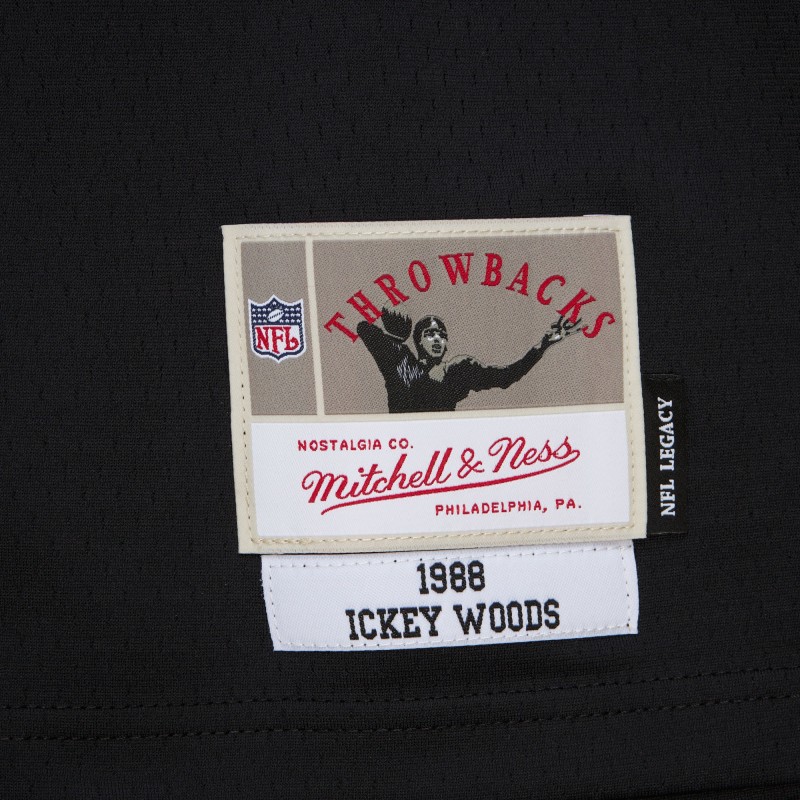 THROWBACKS
NFL
NOSTALGIA CO.
Mitchell & Ness
PHILADELPHIA, PA.
NFL LEGACY
1988
ICKEY WOODS